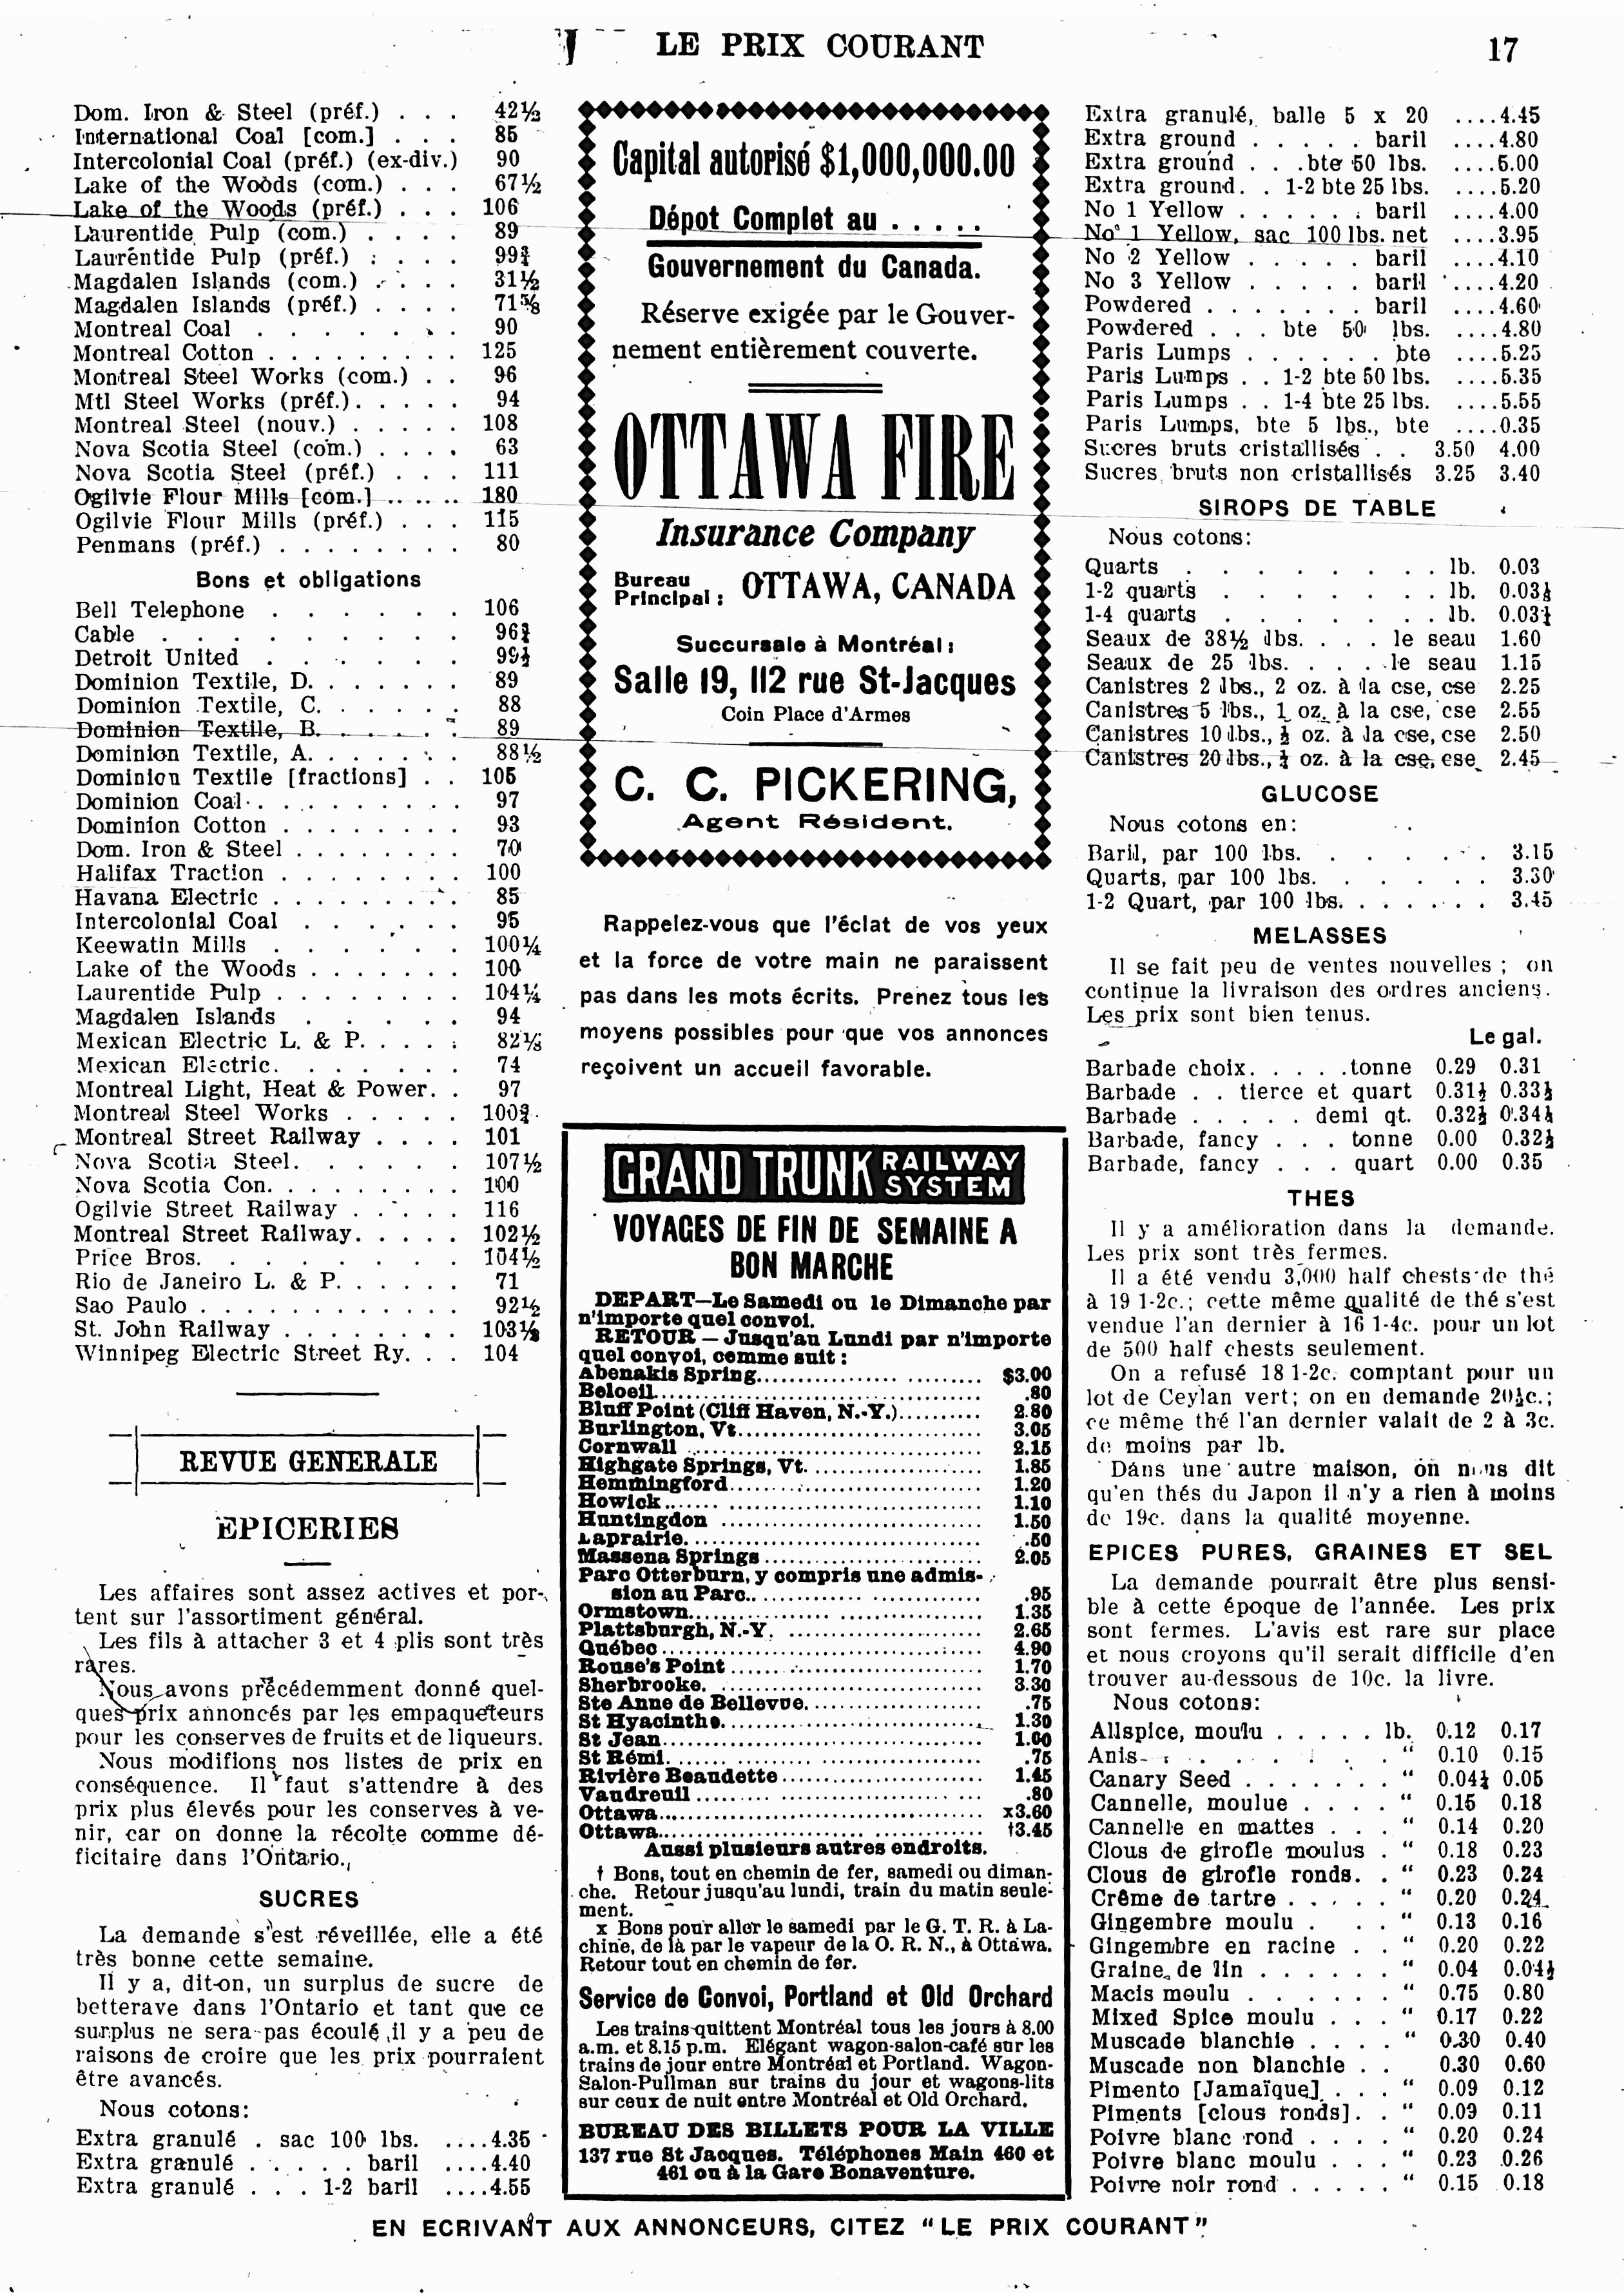 LE PRIX COURANT
17
Dom. Iron & Steel (préf.) . . . 42½
International Coal [com.] . . . 85
Intercolonial Coal (préf.) (ex-div.) 90
Lake of the Woods (com.) . . . 67½
Lake of the Woods (préf.) . . . 106
Laurentide Pulp (com.) . . . . 89
Laurentide Pulp (préf.) . . . . 99¾
Magdalen Islands (com.) . . . . 31½
Magdalen Islands (préf.) . . . . 71⅝
Montreal Coal . . . . . . . 90
Montreal Cotton . . . . . . . . . 125
Montreal Steel Works (com.) . . 96
Mtl Steel Works (préf.) . . . . . 94
Montreal Steel (nouv.) . . . . . 108
Nova Scotia Steel (com.) . . . . 63
Nova Scotia Steel (préf.) . . . 111
Ogilvie Flour Mills [com.] .. .. .. 180
Ogilvie Flour Mills (préf.) . . . 115
Penmans (préf.) . . . . . . . . 80
Bons et obligations
Bell Telephone . . . . . . 106
Cable . . . . . . . . . 96¾
Detroit United . . . . . . 99½
Dominion Textile, D. . . . . . . 89
Dominion Textile, C. . . . . . . 88
Dominion Textile, B. . . . . . . 89
Dominion Textile, A. . . . . . . 88½
Dominion Textile [fractions] . . 105
Dominion Coal . . . . . . . . . 97
Dominion Cotton . . . . . . . . 93
Dom. Iron & Steel . . . . . . . . 70
Halifax Traction . . . . . . . . 100
Havana Electric . . . . . . . . . 85
Intercolonial Coal . . . . . . 95
Keewatin Mills . . . . . . 100¼
Lake of the Woods . . . . . . . 100
Laurentide Pulp . . . . . . . . 104¼
Magdalen Islands . . . . . 94
Mexican Electric L. & P. . . . . 82⅛
Mexican Electric. . . . . . . 74
Montreal Light, Heat & Power. . 97
Montreal Steel Works . . . . . 100¾
Montreal Street Railway . . . . 101
Nova Scotia Steel. . . . . . . 107½
Nova Scotia Con. . . . . . . . . 100
Ogilvie Street Railway . . . . . 116
Montreal Street Railway. . . . . 102½
Price Bros. . . . . . . . . 104½
Rio de Janeiro L. & P. . . . . . 71
Sao Paulo . . . . . . . . . . . . 92½
St. John Railway . . . . . . . . 103½
Winnipeg Electric Street Ry. . . 104
REVUE GENERALE
EPICERIES
Les affaires sont assez actives et por-
tent sur l'assortiment général.
Les fils à attacher 3 et 4 plis sont très
rares.
Nous avons précédemment donné quel-
ques prix annoncés par les empaqueteurs
pour les conserves de fruits et de liqueurs.
Nous modifions nos listes de prix en
conséquence. Il faut s'attendre à des
prix plus élevés pour les conserves à ve-
nir, car on donne la récolte comme dé-
ficitaire dans l'Ontario.
SUCRES
La demande s'est réveillée, elle a été
très bonne cette semaine.
Il y a, dit-on, un surplus de sucre de
betterave dans l'Ontario et tant que ce
surplus ne sera pas écoulé il y a peu de
raisons de croire que les prix pourraient
être avancés.
Nous cotons:
Extra granulé . sac 100 lbs. ....4.35
Extra granulé . . . . . baril ....4.40
Extra granulé . . . 1-2 baril ....4.55
Capital autorisé $1,000,000.00
Dépot Complet au . . . . .
Gouvernement du Canada.
Réserve exigée par le Gouver-
nement entièrement couverte.
OTTAWA FIRE
Insurance Company
Bureau Principal : OTTAWA, CANADA
Succursale à Montréal :
Salle 19, 112 rue St-Jacques
Coin Place d'Armes
C. C. PICKERING,
Agent Résident.
Rappelez-vous que l'éclat de vos yeux
et la force de votre main ne paraissent
pas dans les mots écrits. Prenez tous les
moyens possibles pour que vos annonces
reçoivent un accueil favorable.
GRAND TRUNK RAILWAY SYSTEM
VOYAGES DE FIN DE SEMAINE A
BON MARCHE
DEPART—Le Samedi ou le Dimanche par
n'importe quel convoi.
RETOUR — Jusqu'au Lundi par n'importe
quel convoi, comme suit :
Abenakis Spring.................... $3.00
Beloeil.................... .80
Bluff Point (Cliff Haven, N.-Y.).......... 2.80
Burlington, Vt.................... 3.05
Cornwall .................... 2.15
Highgate Springs, Vt.................... 1.85
Hemmingford.................... 1.20
Howick.................... 1.10
Huntingdon .................... 1.50
Laprairie.................... .50
Massena Springs.................... 2.05
Parc Otterburn, y compris une admis-
sion au Parc.................... .95
Ormstown.................... 1.35
Plattsburgh, N.-Y. .................... 2.65
Québec.................... 4.90
Rouse's Point.................... 1.70
Sherbrooke.................... 3.30
Ste Anne de Bellevue.................... .75
St Hyacinthe.................... 1.30
St Jean.................... 1.00
St Rémi.................... .75
Rivière Beaudette.................... 1.45
Vaudreuil.................... .80
Ottawa.................... x3.60
Ottawa.................... †3.45
Aussi plusieurs autres endroits.
† Bons, tout en chemin de fer, samedi ou diman-
che. Retour jusqu'au lundi, train du matin seule-
ment.
x Bons pour aller le samedi par le G. T. R. à La-
chine, de là par le vapeur de la O. R. N., à Ottawa.
Retour tout en chemin de fer.
Service de Convoi, Portland et Old Orchard
Les trains quittent Montréal tous les jours à 8.00
a.m. et 8.15 p.m. Elégant wagon-salon-café sur les
trains de jour entre Montréal et Portland. Wagon-
Salon-Pullman sur trains du jour et wagons-lits
sur ceux de nuit entre Montréal et Old Orchard.
BUREAU DES BILLETS POUR LA VILLE
137 rue St Jacques. Téléphones Main 460 et
461 ou à la Gare Bonaventure.
Extra granulé, balle 5 x 20 ....4.45
Extra ground . . . . . baril ....4.80
Extra ground . . .bte 50 lbs. ....5.00
Extra ground. . 1-2 bte 25 lbs. ....5.20
No 1 Yellow . . . . . . baril ....4.00
No 1 Yellow, sac 100 lbs. net ....3.95
No 2 Yellow . . . . . baril ....4.10
No 3 Yellow . . . . . baril ....4.20
Powdered . . . . . . . baril ....4.60
Powdered . . . bte 50 lbs. ....4.80
Paris Lumps . . . . . . bte ....5.25
Paris Lumps . . 1-2 bte 50 lbs. ....5.35
Paris Lumps . . 1-4 bte 25 lbs. ....5.55
Paris Lumps, bte 5 lbs., bte ....0.35
Sucres bruts cristallisés . . 3.50 4.00
Sucres bruts non cristallisés 3.25 3.40
SIROPS DE TABLE
Nous cotons:
Quarts . . . . . . . . lb. 0.03
1-2 quarts . . . . . . . lb. 0.03¼
1-4 quarts . . . . . . . lb. 0.03½
Seaux de 38½ lbs. . . . le seau 1.60
Seaux de 25 lbs. . . . .le seau 1.15
Canistres 2 lbs., 2 oz. à la cse, cse 2.25
Canistres 5 lbs., 1 oz. à la cse, cse 2.55
Canistres 10 lbs., ½ oz. à la cse, cse 2.50
Canistres 20 lbs., ¼ oz. à la cse, cse 2.45
GLUCOSE
Nous cotons en:
Baril, par 100 lbs. . . . . . . 3.15
Quarts, par 100 lbs. . . . . . 3.30
1-2 Quart, par 100 lbs. . . . . . . 3.45
MELASSES
Il se fait peu de ventes nouvelles ; on
continue la livraison des ordres anciens.
Les prix sont bien tenus.
Le gal.
Barbade choix. . . . . .tonne 0.29 0.31
Barbade . . tierce et quart 0.31½ 0.33½
Barbade . . . . . demi qt. 0.32½ 0.34½
Barbade, fancy . . . tonne 0.00 0.32½
Barbade, fancy . . . quart 0.00 0.35
THES
Il y a amélioration dans la demande.
Les prix sont très fermes.
Il a été vendu 3,000 half chests de thé
à 19 1-2c.; cette même qualité de thé s'est
vendue l'an dernier à 16 1-4c. pour un lot
de 500 half chests seulement.
On a refusé 18 1-2c. comptant pour un
lot de Ceylan vert; on en demande 20½c.;
ce même thé l'an dernier valait de 2 à 3c.
de moins par lb.
Dans une autre maison, on nous dit
qu'en thés du Japon il n'y a rien à moins
de 19c. dans la qualité moyenne.
EPICES PURES, GRAINES ET SEL
La demande pourrait être plus sensi-
ble à cette époque de l'année. Les prix
sont fermes. L'avis est rare sur place
et nous croyons qu'il serait difficile d'en
trouver au-dessous de 10c. la livre.
Nous cotons:
Allspice, moulu . . . . . lb. 0.12 0.17
Anis . . . . . . . " 0.10 0.15
Canary Seed . . . . . . . " 0.04½ 0.05
Cannelle, moulue . . . . " 0.15 0.18
Cannelle en mattes . . . " 0.14 0.20
Clous de girofle moulus . " 0.18 0.23
Clous de girofle ronds. . " 0.23 0.24
Crême de tartre . . . . . " 0.20 0.24
Gingembre moulu . . . " 0.13 0.16
Gingembre en racine . . " 0.20 0.22
Graine de lin . . . . . . " 0.04 0.04½
Macis moulu . . . . . . " 0.75 0.80
Mixed Spice moulu . . . " 0.17 0.22
Muscade blanchie . . . . " 0.30 0.40
Muscade non blanchie . . 0.30 0.60
Pimento [Jamaïque] . . . " 0.09 0.12
Piments [clous ronds]. . " 0.09 0.11
Poivre blanc rond . . . . " 0.20 0.24
Poivre blanc moulu . . . " 0.23 0.26
Poivre noir rond . . . . . " 0.15 0.18
EN ECRIVANT AUX ANNONCEURS, CITEZ "LE PRIX COURANT"